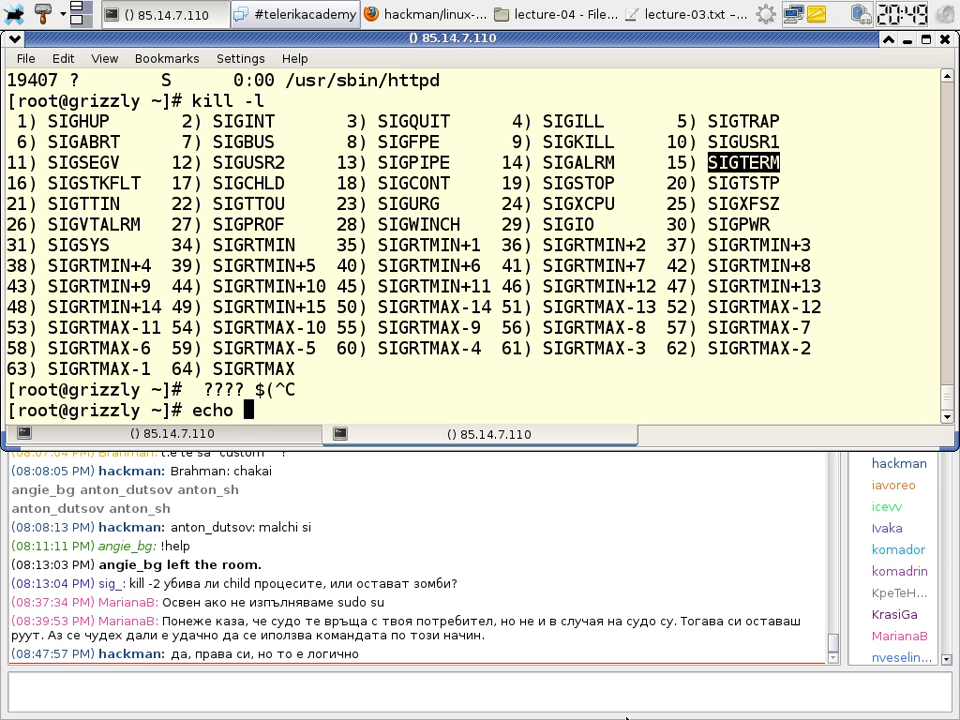 () 85.14.7.110
#telerikacademy
hackman/linux-...
lecture-04 - File...
lecture-03.txt –...
20:49
() 85.14.7.110
File Edit View Bookmarks Settings Help
19407 ? S 0:00 /usr/sbin/httpd
[root@grizzly ~]# kill -l
1) SIGHUP 2) SIGINT 3) SIGQUIT 4) SIGILL 5) SIGTRAP
6) SIGABRT 7) SIGBUS 8) SIGFPE 9) SIGKILL 10) SIGUSR1
11) SIGSEGV 12) SIGUSR2 13) SIGPIPE 14) SIGALRM 15) SIGTERM
16) SIGSTKFLT 17) SIGCHLD 18) SIGCONT 19) SIGSTOP 20) SIGTSTP
21) SIGTTIN 22) SIGTTOU 23) SIGURG 24) SIGXCPU 25) SIGXFSZ
26) SIGVTALRM 27) SIGPROF 28) SIGWINCH 29) SIGIO 30) SIGPWR
31) SIGSYS 34) SIGRTMIN 35) SIGRTMIN+1 36) SIGRTMIN+2 37) SIGRTMIN+3
38) SIGRTMIN+4 39) SIGRTMIN+5 40) SIGRTMIN+6 41) SIGRTMIN+7 42) SIGRTMIN+8
43) SIGRTMIN+9 44) SIGRTMIN+10 45) SIGRTMIN+11 46) SIGRTMIN+12 47) SIGRTMIN+13
48) SIGRTMIN+14 49) SIGRTMIN+15 50) SIGRTMAX-14 51) SIGRTMAX-13 52) SIGRTMAX-12
53) SIGRTMAX-11 54) SIGRTMAX-10 55) SIGRTMAX-9 56) SIGRTMAX-8 57) SIGRTMAX-7
58) SIGRTMAX-6 59) SIGRTMAX-5 60) SIGRTMAX-4 61) SIGRTMAX-3 62) SIGRTMAX-2
63) SIGRTMAX-1 64) SIGRTMAX
[root@grizzly ~]# ???? $(^C
[root@grizzly ~]# echo
() 85.14.7.110
() 85.14.7.110
(08:08:05 PM) hackman: Brahman: chakai
angie_bg anton_dutsov anton_sh
anton_dutsov anton_sh
(08:08:13 PM) hackman: anton_dutsov: malchi si
(08:11:11 PM) angie_bg: !help
(08:13:03 PM) angie_bg left the room.
(08:13:04 PM) sig_: kill -2 убива ли child процесите, или остават зомби?
(08:37:34 PM) MarianaB: Освен ако не изпълняваме sudo su
(08:39:53 PM) MarianaB: Понеже каза, че судо те връща с твоя потребител, но не и в случая на судо су. Тогава си оставаш
руут. Аз се чудех дали е удачно да се иползва командата по този начин.
(08:47:57 PM) hackman: да, права си, но то е логично
hackman
iavoreo
icevv
Ivaka
komador
komadrin
KpeTeH...
KrasiGa
MarianaB
nveselin...